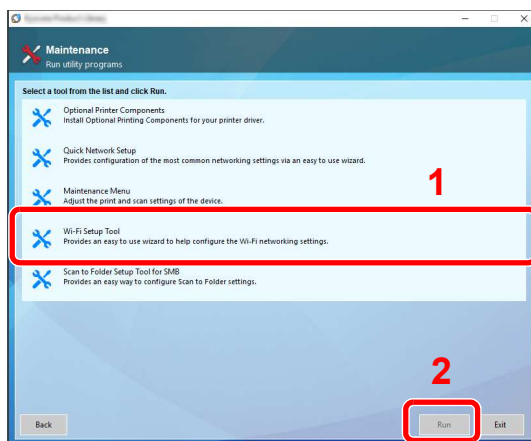 Maintenance
Run utility programs
Select a tool from the list and click Run.
Optional Printer Components
Install Optional Printing Components for your printer driver.
Quick Network Setup
Provides configuration of the most common networking settings via an easy to use wizard.
1
Maintenance Menu
Adjust the print and scan settings of the device.
Wi-Fi Setup Tool
Provides an easy to use wizard to help configure the Wi-Fi networking settings.
Scan to Folder Setup Tool for SMB
Provides an easy way to configure Scan to Folder settings.
2
Back Run Exit